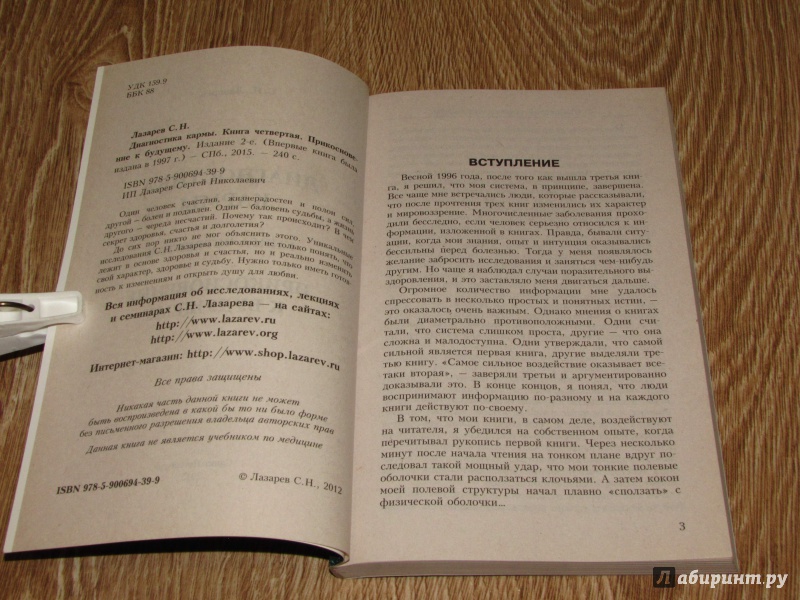 УДК 159.9
ББК 88
Лазарев С. Н.
Диагностика кармы. Книга четвертая. Прикоснове-
ние к будущему. Издание 2-е. (Впервые книга была
издана в 1997 г.) — СПб., 2013. — 240 с.
ISBN 978-5-900694-39-9
ИП Лазарев Сергей Николаевич
Один человек счастлив, жизнерадостен и полон сил,
другой — болен и подавлен. Один — баловень судьбы, а жизнь
другого — череда несчастий. Почему так происходит? В чем
секрет здоровья, счастья и долголетия?
До сих пор никто не мог объяснить этого. Уникальные
исследования С.Н. Лазарева позволяют не только понять, что
лежит в основе здоровья и счастья, но и реально изменить
свой характер, здоровье и судьбу. Нужно только иметь готов-
ность к изменениям и открыть душу для любви.
Вся информация об исследованиях, лекциях
и семинарах С.Н. Лазарева — на сайтах:
http://www.lazarev.ru
http://www.lazarev.org
Интернет-магазин: http://www.shop.lazarev.ru
Все права защищены
Никакая часть данной книги не может
быть воспроизведена в какой бы то ни было форме
без письменного разрешения владельца авторских прав
Данная книга не является учебником по медицине
© Лазарев С.Н., 2012
ISBN 978-5-900694-39-9
ВСТУПЛЕНИЕ
Весной 1996 года, после того как вышла третья кни-
га, я решил, что моя система, в принципе, завершена.
Все чаще мне встречались люди, которые рассказывали,
что после прочтения трех книг изменились их характер
и мировоззрение. Многочисленные заболевания прохо-
дили бесследно, если человек серьезно относился к ин-
формации, изложенной в книгах. Правда, бывали ситу-
ации, когда мои знания, опыт и интуиция оказывались
бессильны перед болезнью. Тогда у меня появлялось
желание забросить исследования и заняться чем-нибудь
другим. Но чаще я наблюдал случаи поразительного вы-
здоровления, и это заставляло меня двигаться дальше.
Огромное количество информации мне удалось
спрессовать в несколько простых и понятных истин, —
это оказалось очень важным. Однако мнения о книгах
были диаметрально противоположными. Одни счи-
тали, что система слишком проста, другие — что она
сложна и малодоступна. Одни утверждали, что самой
сильной является первая книга, другие выделяли тре-
тью книгу. «Самое сильное воздействие оказывает все-
таки вторая», — заверяли третьи и аргументированно
доказывали это. В конце концов, я понял, что люди
воспринимают информацию по-разному и на каждого
книги действуют по-своему.
В том, что мои книги, в самом деле, воздействуют
на читателя, я убедился на собственном опыте, когда
перечитывал рукопись первой книги. Через несколько
минут после начала чтения на тонком плане вдруг по-
следовал такой мощный удар, что мои тонкие полевые
оболочки стали расползаться клочьями. А затем кокон
моей полевой структуры начал плавно «сползать» с
физической оболочки...
3
Лабиринт.ру